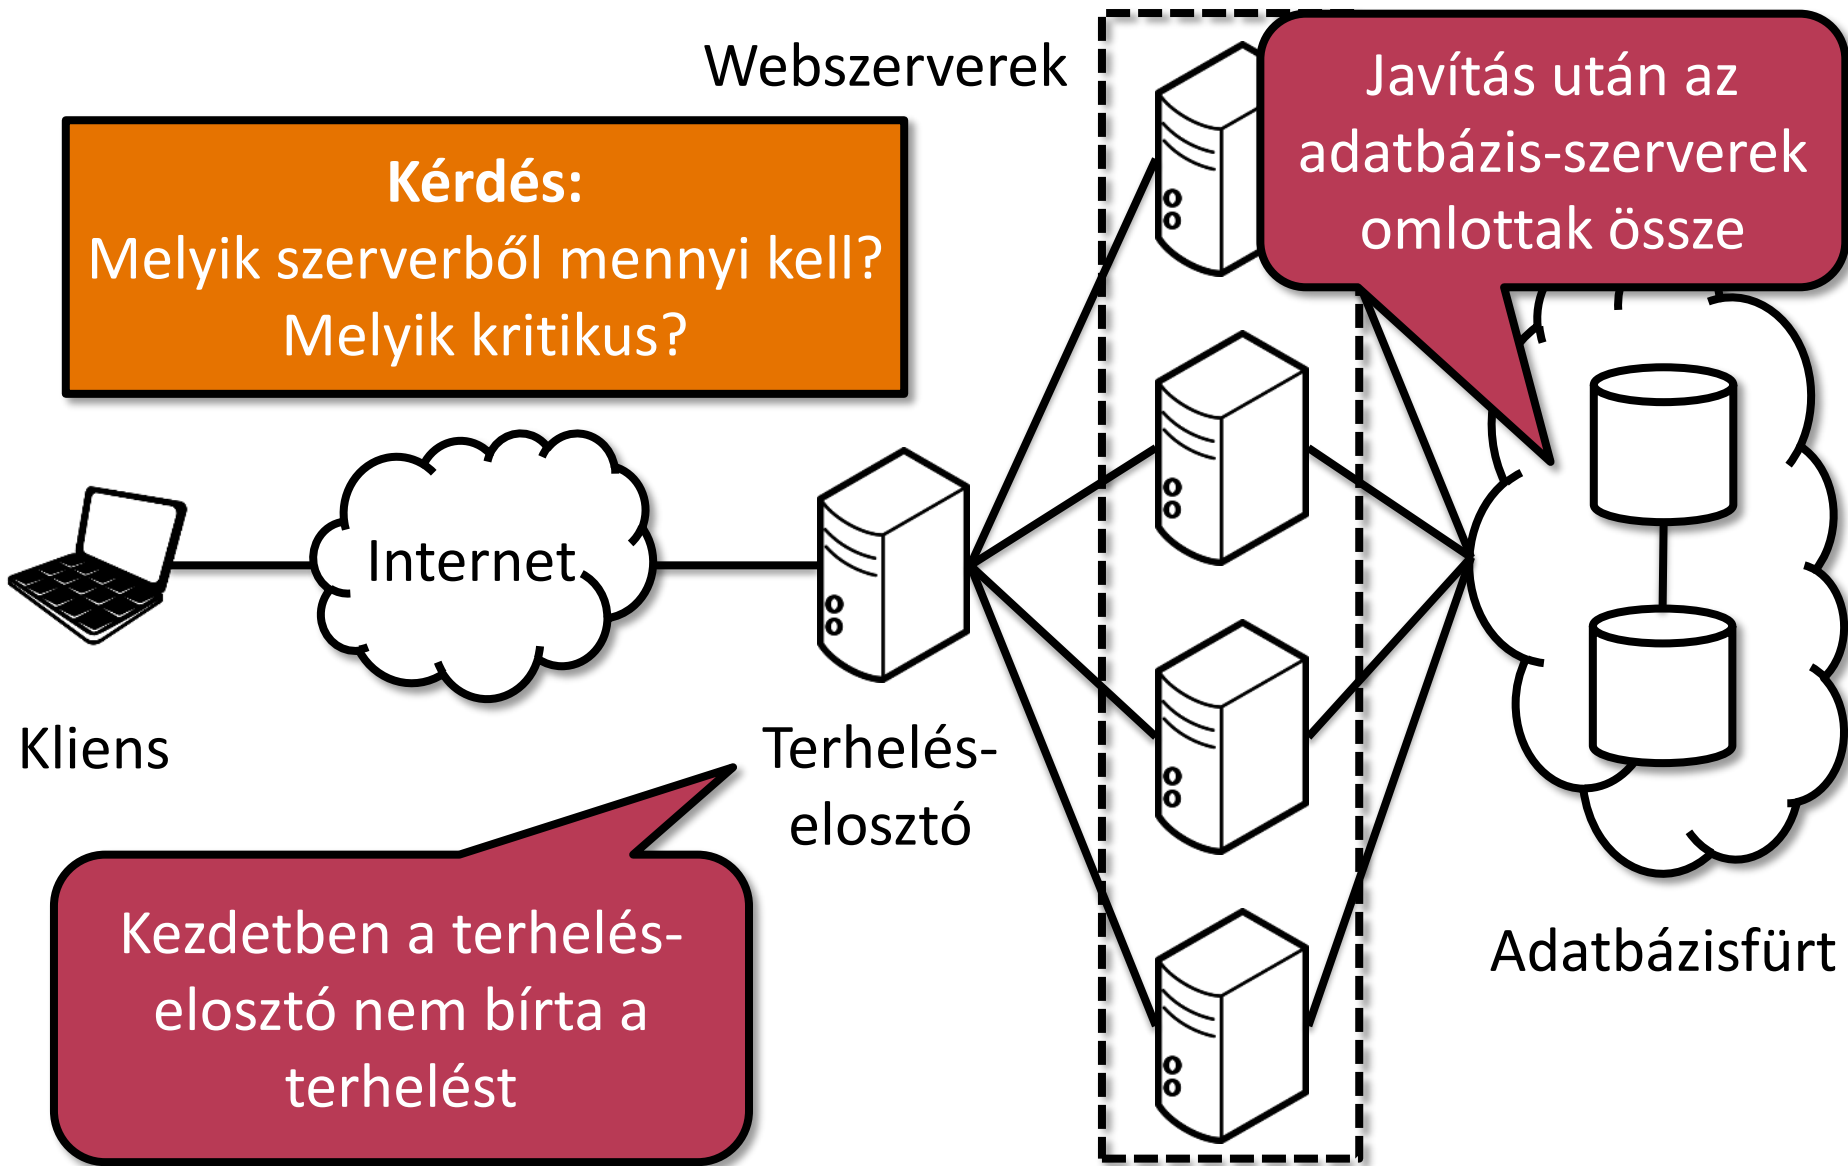 Webszerverek
Javítás után az
adatbázis-szerverek
omlottak össze
Kérdés:
Melyik szerverből mennyi kell?
Melyik kritikus?
Internet
Kliens
Terhelés-
elosztó
Kezdetben a terhelés-
elosztó nem bírta a
terhelést
Adatbázisfürt